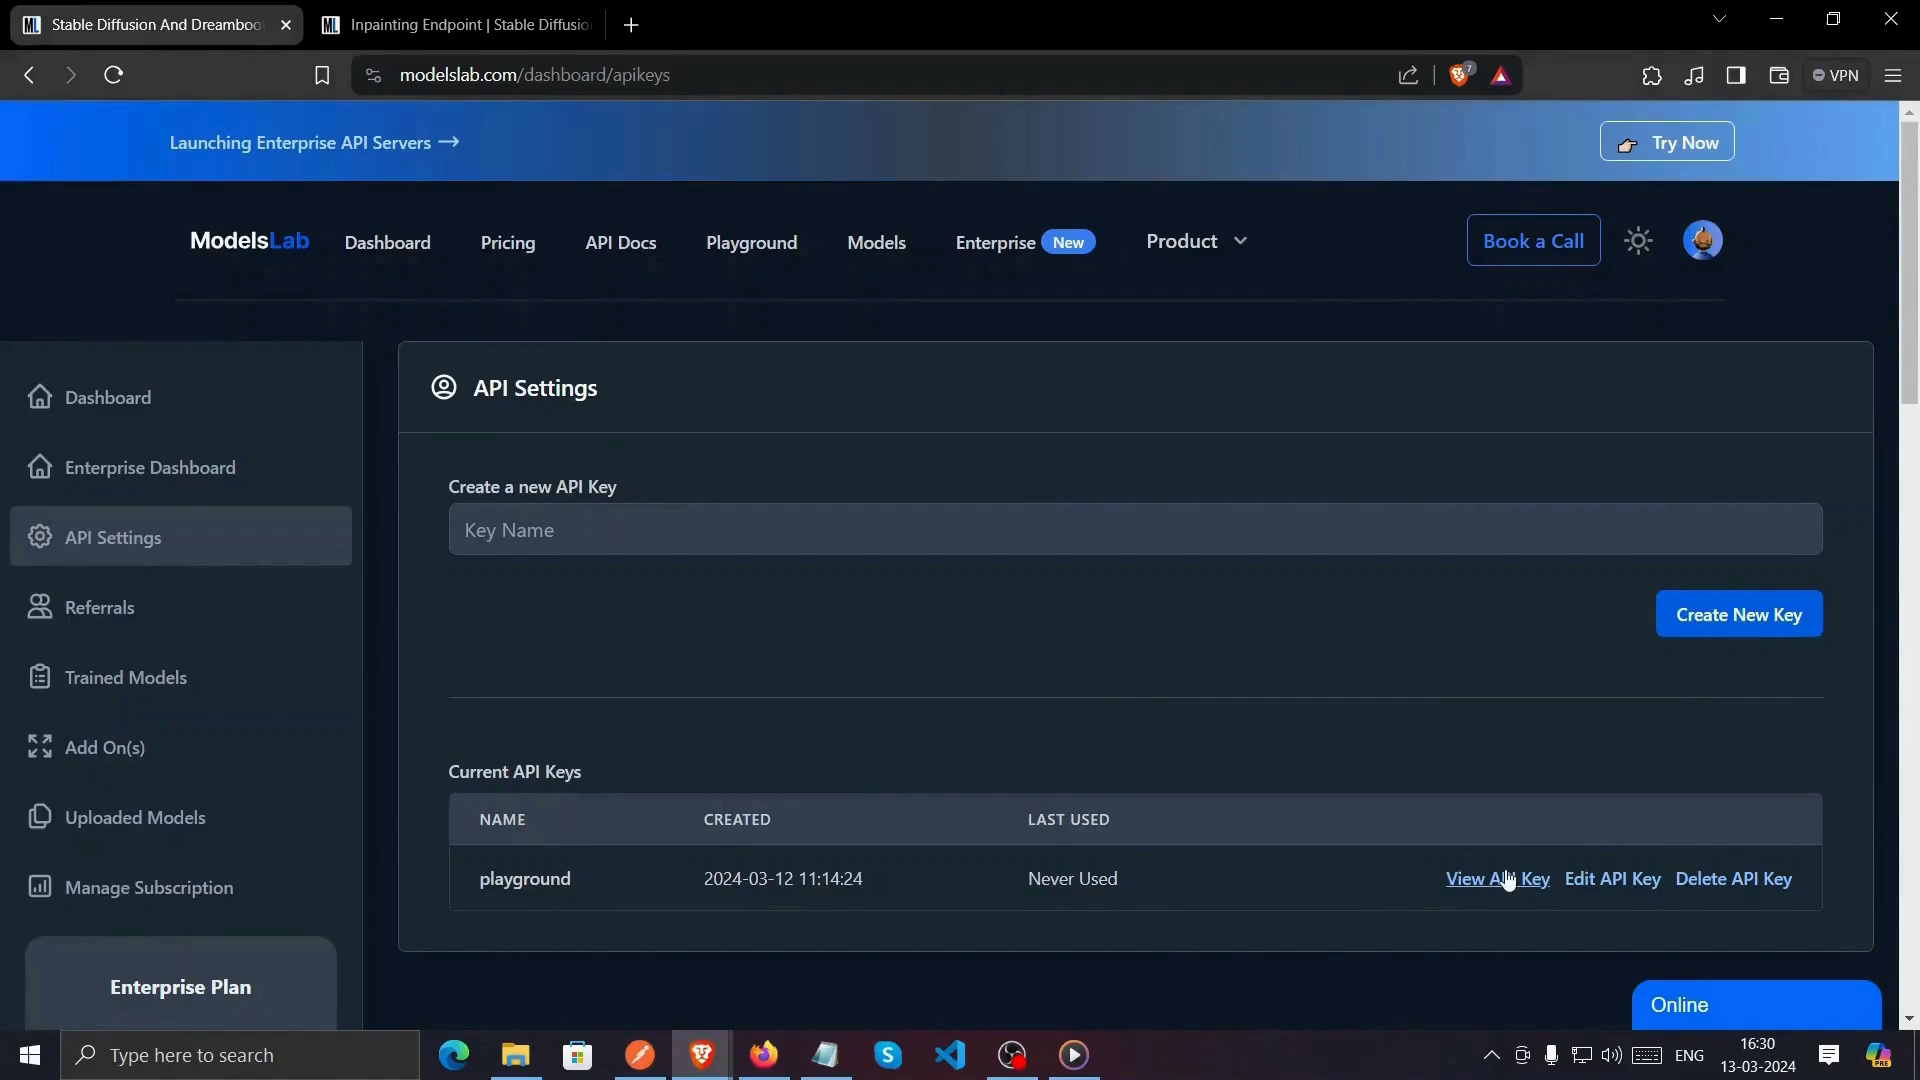 Stable Diffusion And Dreamboo
Inpainting Endpoint | Stable Diffusio
modelslab.com/dashboard/apikeys
7
VPN
Launching Enterprise API Servers
Try Now
ModelsLab
Dashboard
Pricing
API Docs
Playground
Models
Enterprise New
Product
Book a Call
Dashboard
Enterprise Dashboard
API Settings
Referrals
Trained Models
Add On(s)
Uploaded Models
Manage Subscription
Enterprise Plan
API Settings
Create a new API Key
Key Name
Create New Key
Current API Keys
NAME CREATED LAST USED
playground 2024-03-12 11:14:24 Never Used View API Key Edit API Key Delete API Key
Online
Type here to search
ENG
16:30
13-03-2024
PRE